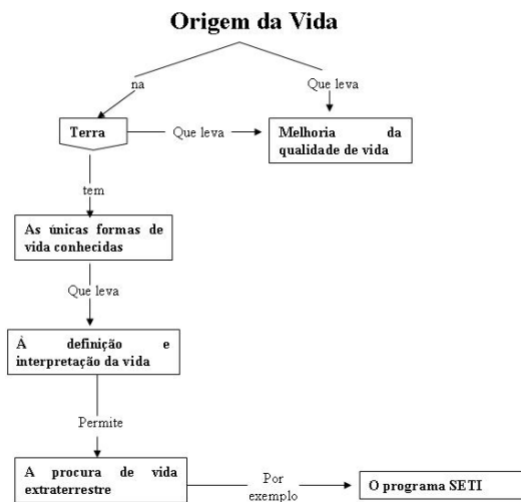 Origem da Vida
na
Que leva
Terra
Que leva
Melhoria da
qualidade de vida
tem
As únicas formas de
vida conhecidas
Que leva
Á definição e
interpretação da vida
Permite
A procura de vida
extraterrestre
Por
exemplo
O programa SETI